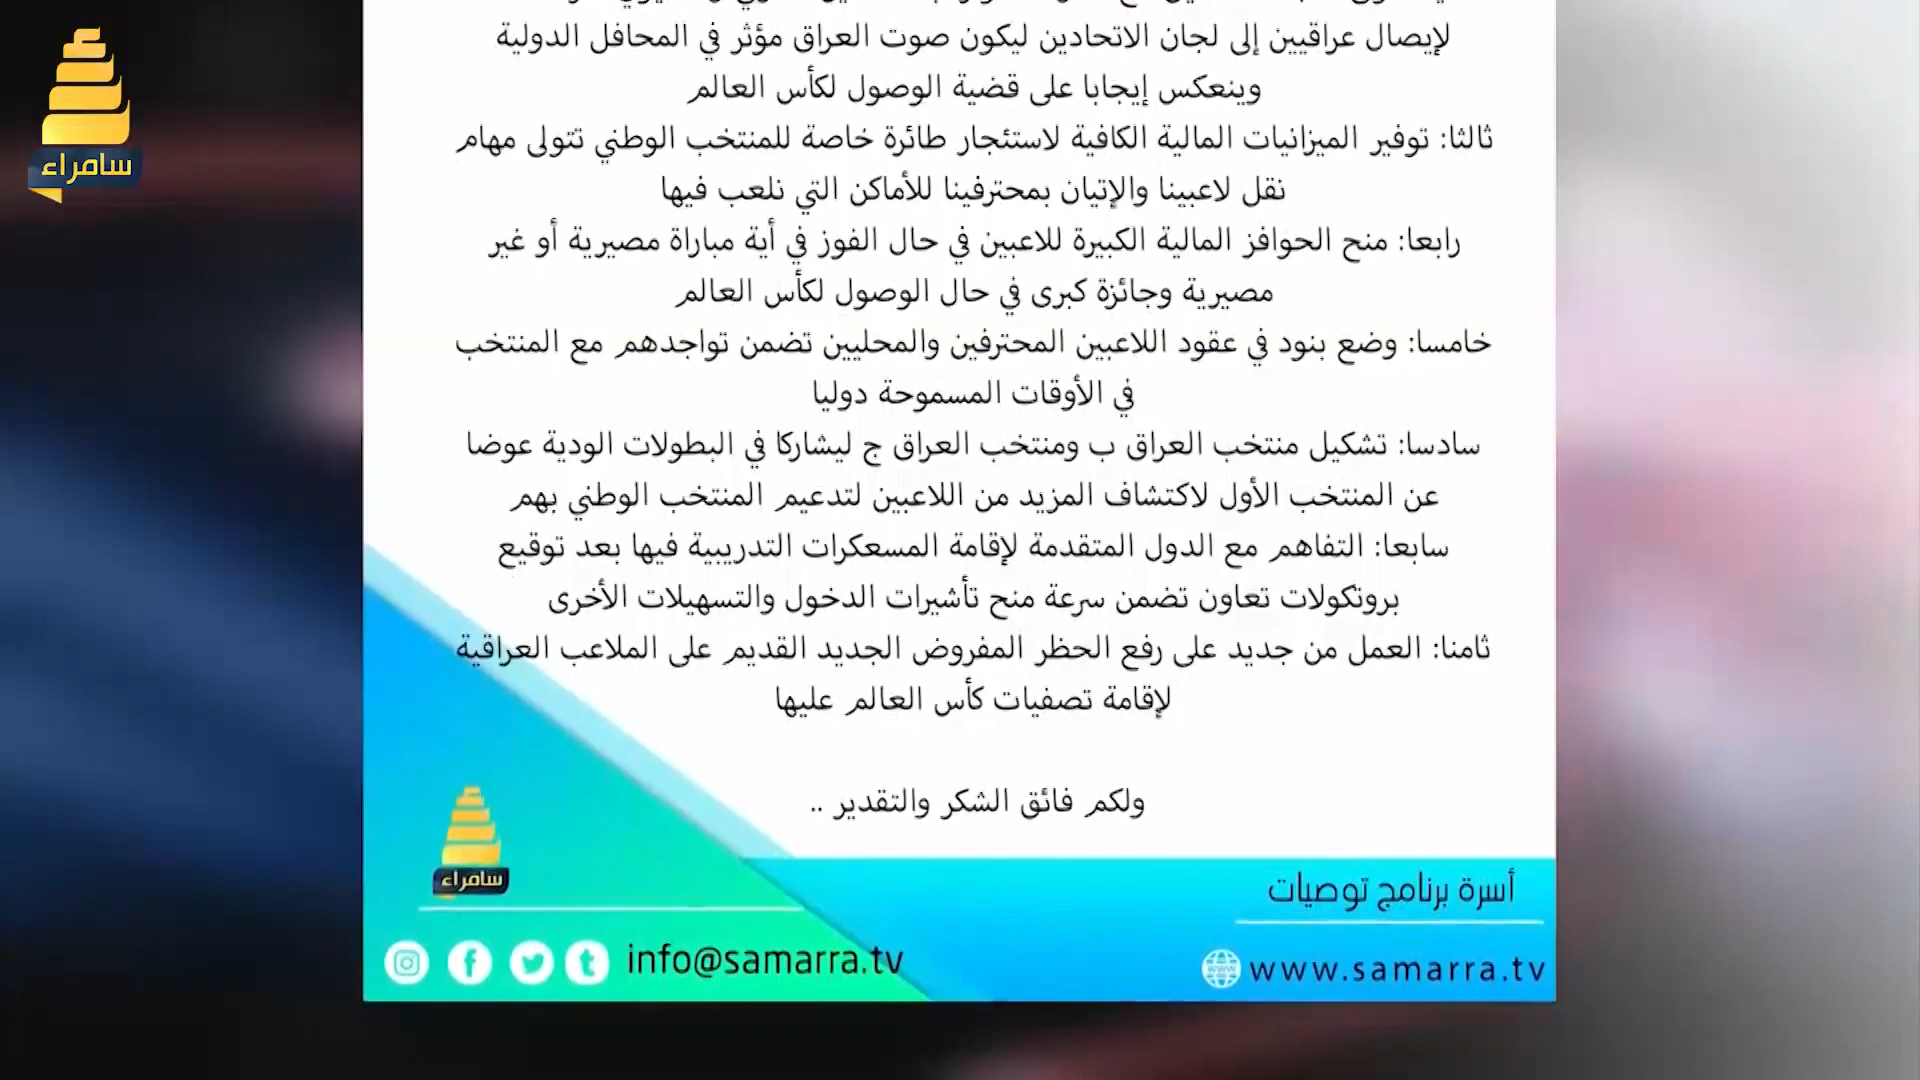 لإيصال عراقيين إلى لجان الاتحادين ليكون صوت العراق مؤثر في المحافل الدولية
وينعكس إيجابا على قضية الوصول لكأس العالم
ثالثا: توفير الميزانيات المالية الكافية لاستئجار طائرة خاصة للمنتخب الوطني تتولى مهام
نقل لاعبينا والإتيان بمحترفينا للأماكن التي نلعب فيها
رابعا: منح الحوافز المالية الكبيرة للاعبين في حال الفوز في أية مباراة مصيرية أو غير
مصيرية وجائزة كبرى في حال الوصول لكأس العالم
خامسا: وضع بنود في عقود اللاعبين المحترفين والمحليين تضمن تواجدهم مع المنتخب
في الأوقات المسموحة دوليا
سادسا: تشكيل منتخب العراق ب ومنتخب العراق ج ليشاركا في البطولات الودية عوضا
عن المنتخب الأول لاكتشاف المزيد من اللاعبين لتدعيم المنتخب الوطني بهم
سابعا: التفاهم مع الدول المتقدمة لإقامة المسعكرات التدريبية فيها بعد توقيع
بروتكولات تعاون تضمن سرعة منح تأشيرات الدخول والتسهيلات الأخرى
ثامنا: العمل من جديد على رفع الحظر المفروض الجديد القديم على الملاعب العراقية
لإقامة تصفيات كأس العالم عليها
ولكم فائق الشكر والتقدير ..
أسرة برنامج توصيات
www.samarra.tv
info@samarra.tv
سامراء
سامراء